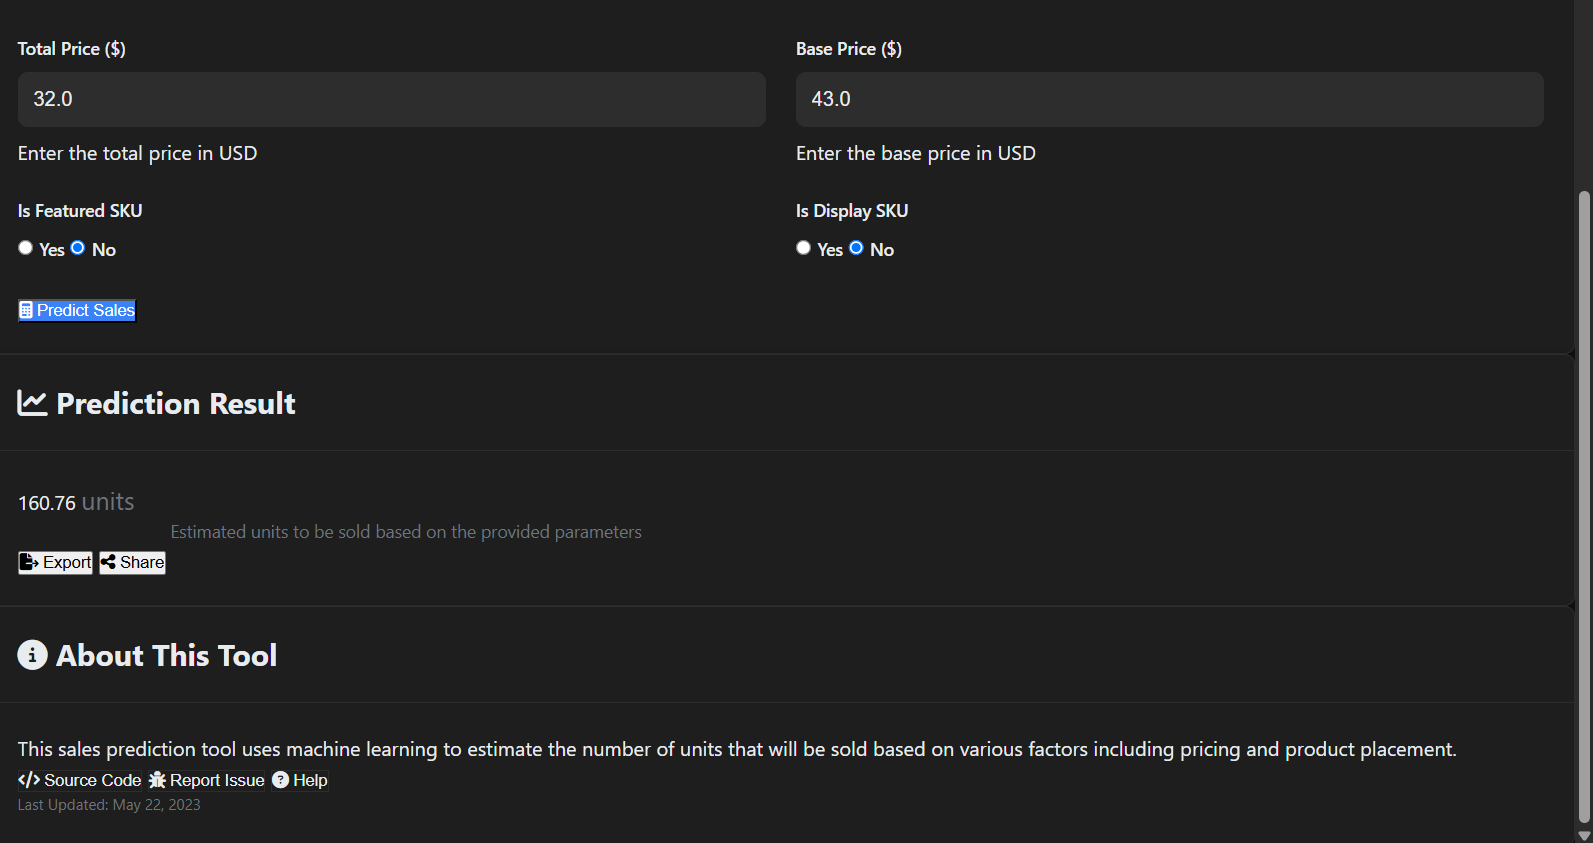 Total Price ($) Base Price ($)
32.0 43.0
Enter the total price in USD Enter the base price in USD
Is Featured SKU Is Display SKU
Yes No Yes No
Predict Sales
Prediction Result
160.76 units
Estimated units to be sold based on the provided parameters
Export Share
About This Tool
This sales prediction tool uses machine learning to estimate the number of units that will be sold based on various factors including pricing and product placement.
Source Code Report Issue Help
Last Updated: May 22, 2023